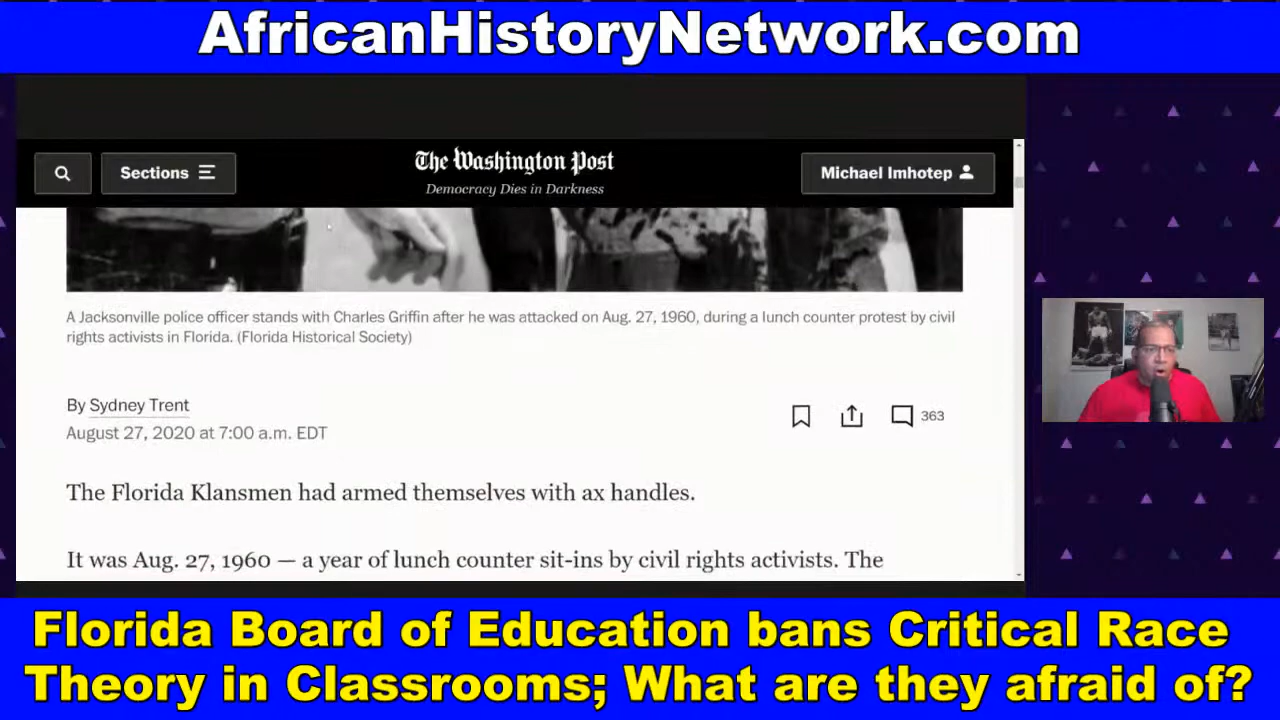 AfricanHistoryNetwork.com
Sections
The Washington Post
Democracy Dies in Darkness
Michael Imhotep
A Jacksonville police officer stands with Charles Griffin after he was attacked on Aug. 27, 1960, during a lunch counter protest by civil
rights activists in Florida. (Florida Historical Society)
By Sydney Trent
August 27, 2020 at 7:00 a.m. EDT
363
The Florida Klansmen had armed themselves with ax handles.
It was Aug. 27, 1960 — a year of lunch counter sit-ins by civil rights activists. The
Florida Board of Education bans Critical Race
Theory in Classrooms; What are they afraid of?